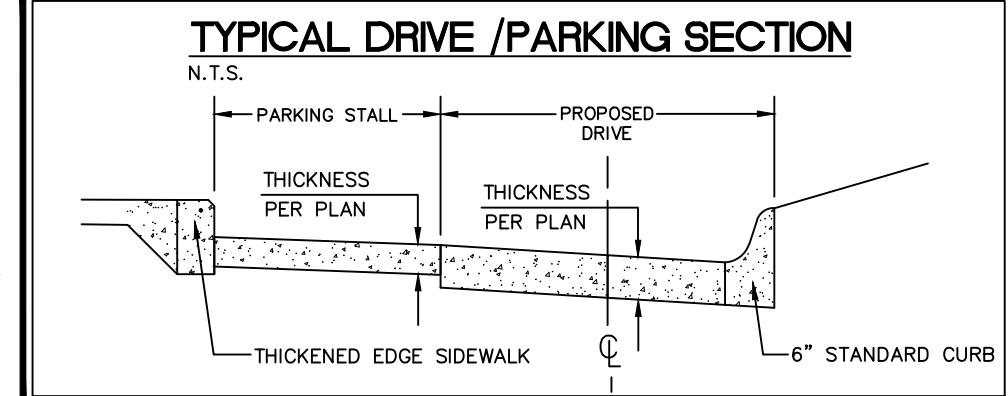 TYPICAL DRIVE /PARKING SECTION
N.T.S.
PARKING STALL
PROPOSED
DRIVE
THICKNESS
PER PLAN
THICKNESS
PER PLAN
THICKENED EDGE SIDEWALK
℄
6" STANDARD CURB